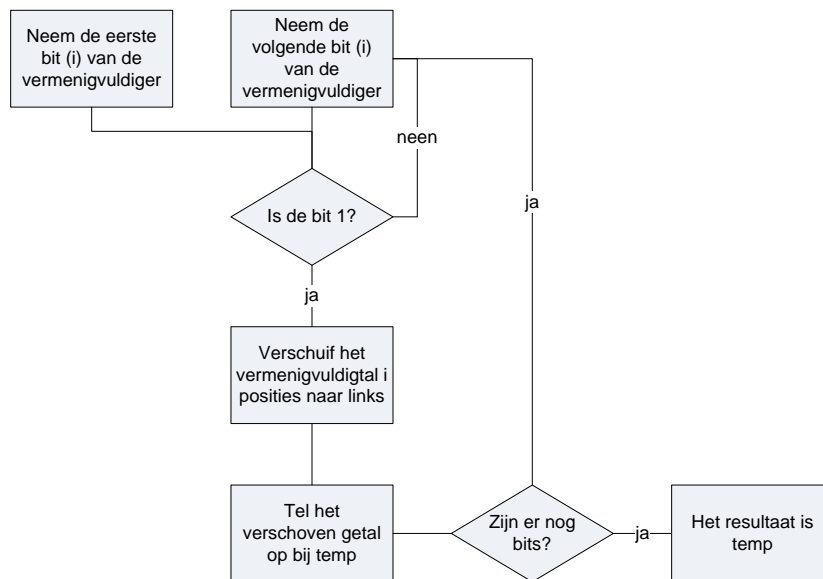 Neem de eerste
bit (i) van de
vermenigvuldiger
Neem de
volgende bit (i)
van de
vermenigvuldiger
neen
Is de bit 1?
ja
ja
Verschuif het
vermenigvuldigtal i
posities naar links
Tel het
verschoven getal
op bij temp
Zijn er nog
bits?
ja
Het resultaat is
temp